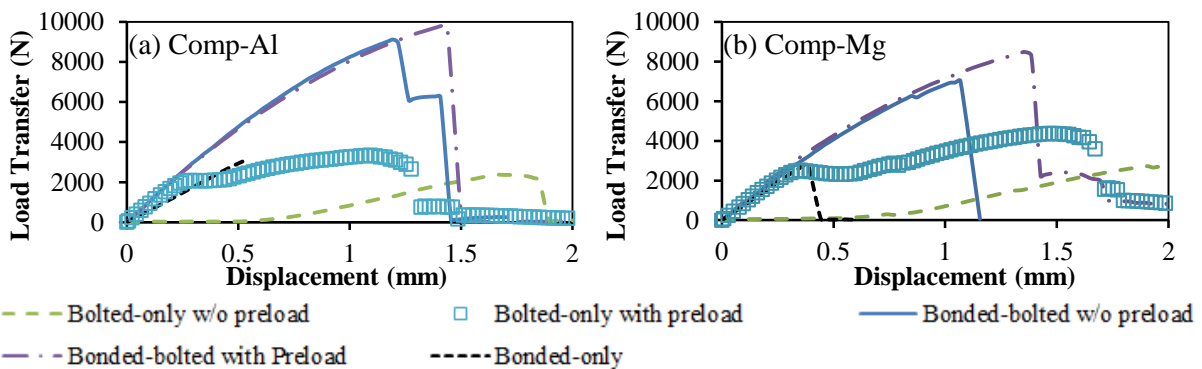 (a) Comp-Al
Load Transfer (N)
10000
8000
6000
4000
2000
0
0 0.5 1 1.5 2
Displacement (mm)
(b) Comp-Mg
Load Transfer (N)
10000
8000
6000
4000
2000
0
0 0.5 1 1.5 2
Displacement (mm)
Bolted-only w/o preload Bolted-only with preload Bonded-bolted w/o preload
Bonded-bolted with Preload Bonded-only